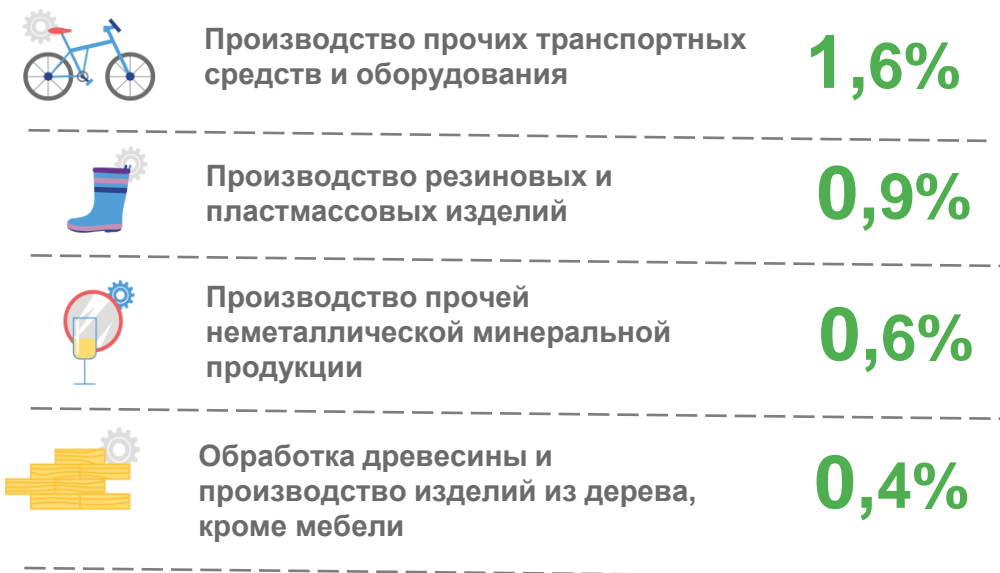 Производство прочих транспортных
средств и оборудования
1,6%
Производство резиновых и
пластмассовых изделий
0,9%
Производство прочей
неметаллической минеральной
продукции
0,6%
Обработка древесины и
производство изделий из дерева,
кроме мебели
0,4%